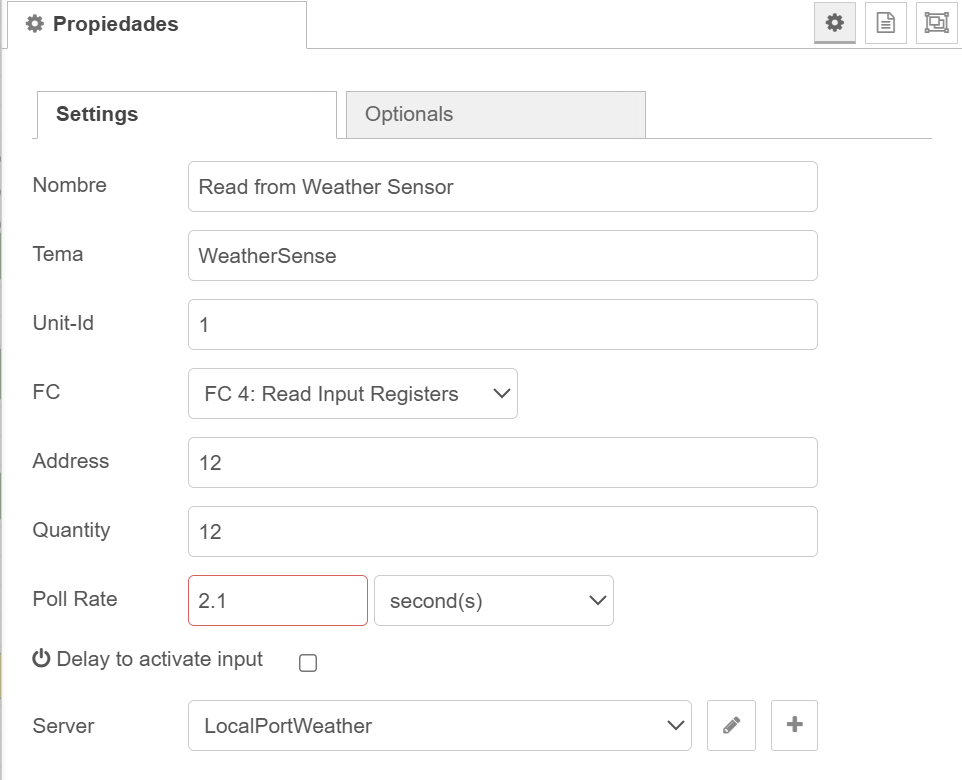 Propiedades
Settings
Optionals
Nombre
Read from Weather Sensor
Tema
WeatherSense
Unit-Id
1
FC
FC 4: Read Input Registers
Address
12
Quantity
12
Poll Rate
2.1
second(s)
Delay to activate input
Server
LocalPortWeather